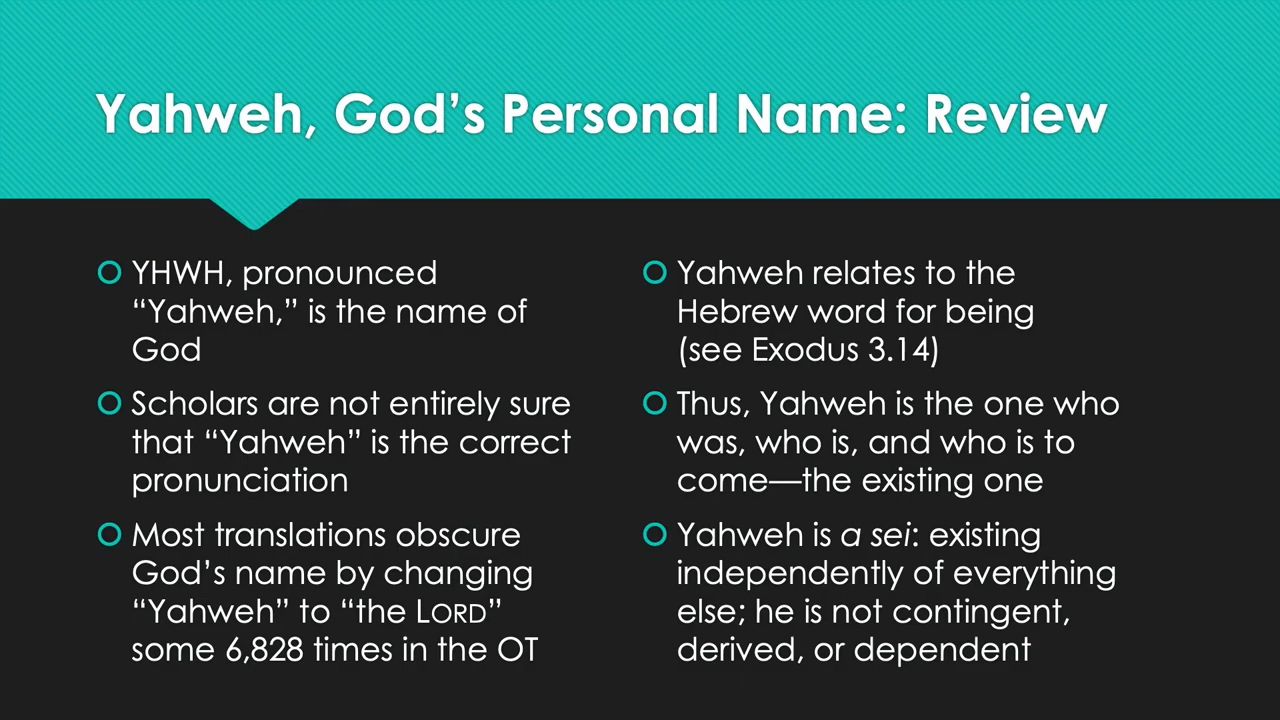 Yahweh, God’s Personal Name: Review
YHWH, pronounced
“Yahweh,” is the name of
God
Scholars are not entirely sure
that “Yahweh” is the correct
pronunciation
Most translations obscure
God’s name by changing
“Yahweh” to “the LORD”
some 6,828 times in the OT
Yahweh relates to the
Hebrew word for being
(see Exodus 3.14)
Thus, Yahweh is the one who
was, who is, and who is to
come—the existing one
Yahweh is a sei: existing
independently of everything
else; he is not contingent,
derived, or dependent